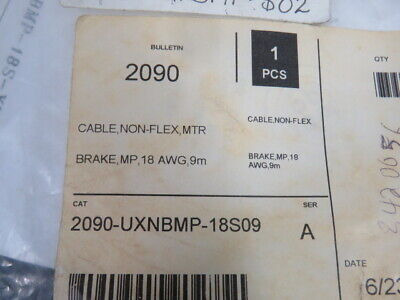 BULLETIN
2090
1
PCS
QTY
CABLE,NON-FLEX,MTR
BRAKE,MP,18 AWG,9m
CABLE,NON-FLEX
BRAKE,MP,18
AWG,9m
CAT
2090-UXNBMP-18S09
SER
A
DATE
6/23